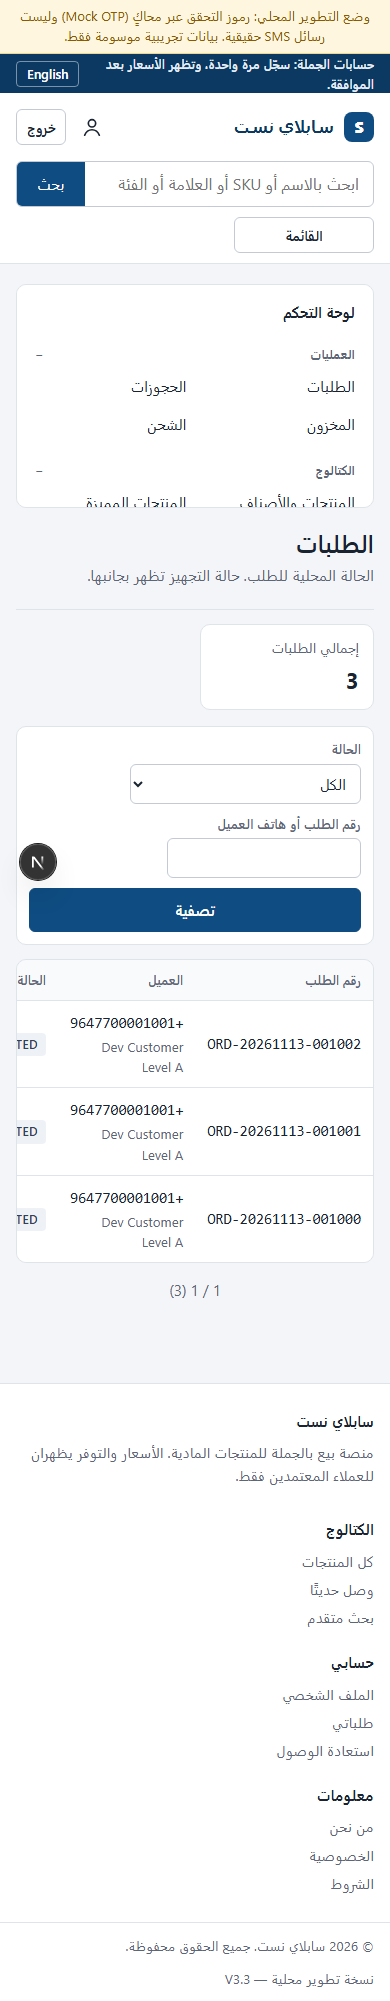 وضع التطوير المحلي: رموز التحقق عبر محاكٍ (Mock OTP) وليست
رسائل SMS حقيقية. بيانات تجريبية موسومة فقط.
حسابات الجملة: سجّل مرة واحدة، وتظهر الأسعار بعد
الموافقة.
English
S
سابلاي نست
خروج
ابحث بالاسم أو SKU أو العلامة أو الفئة
بحث
القائمة
لوحة التحكم
العمليات –
الطلبات الحجوزات
المخزون الشحن
الكتالوج –
المنتجات والأصناف المنتجات المميزة
الطلبات
الحالة المحلية للطلب. حالة التجهيز تظهر بجانبها.
إجمالي الطلبات
3
الحالة
الكل
رقم الطلب أو هاتف العميل
N
تصفية
رقم الطلب العميل الحالة
ORD-20261113-001002 +9647700001001 TED
Dev Customer
Level A
ORD-20261113-001001 +9647700001001 TED
Dev Customer
Level A
ORD-20261113-001000 +9647700001001 TED
Dev Customer
Level A
1 / 1 (3)
سابلاي نست
منصة بيع بالجملة للمنتجات المادية. الأسعار والتوفر يظهران
للعملاء المعتمدين فقط.
الكتالوج
كل المنتجات
وصل حديثًا
بحث متقدم
حسابي
الملف الشخصي
طلباتي
استعادة الوصول
معلومات
من نحن
الخصوصية
الشروط
© 2026 سابلاي نست. جميع الحقوق محفوظة.
نسخة تطوير محلية — V3.3